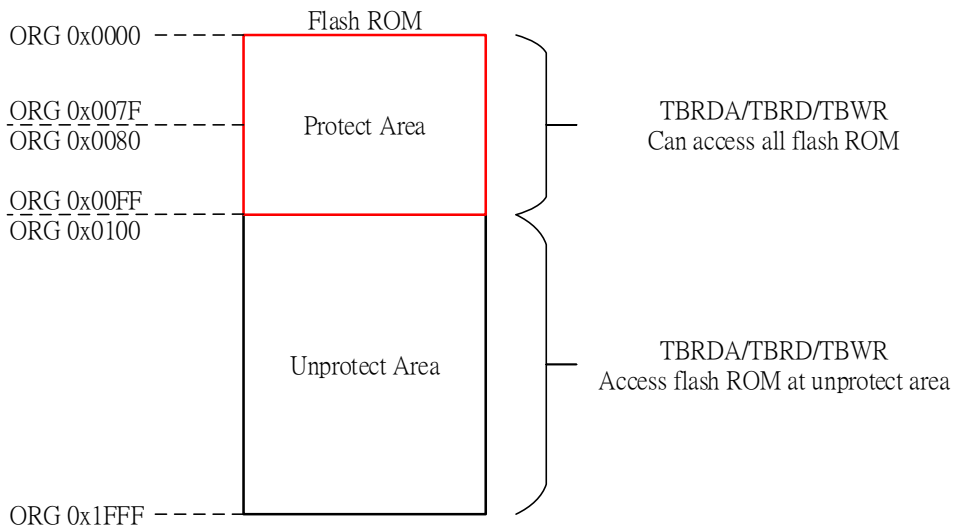 Flash ROM
ORG 0x0000
ORG 0x007F
ORG 0x0080
Protect Area
TBRDA/TBRD/TBWR
Can access all flash ROM
ORG 0x00FF
ORG 0x0100
Unprotect Area
TBRDA/TBRD/TBWR
Access flash ROM at unprotect area
ORG 0x1FFF